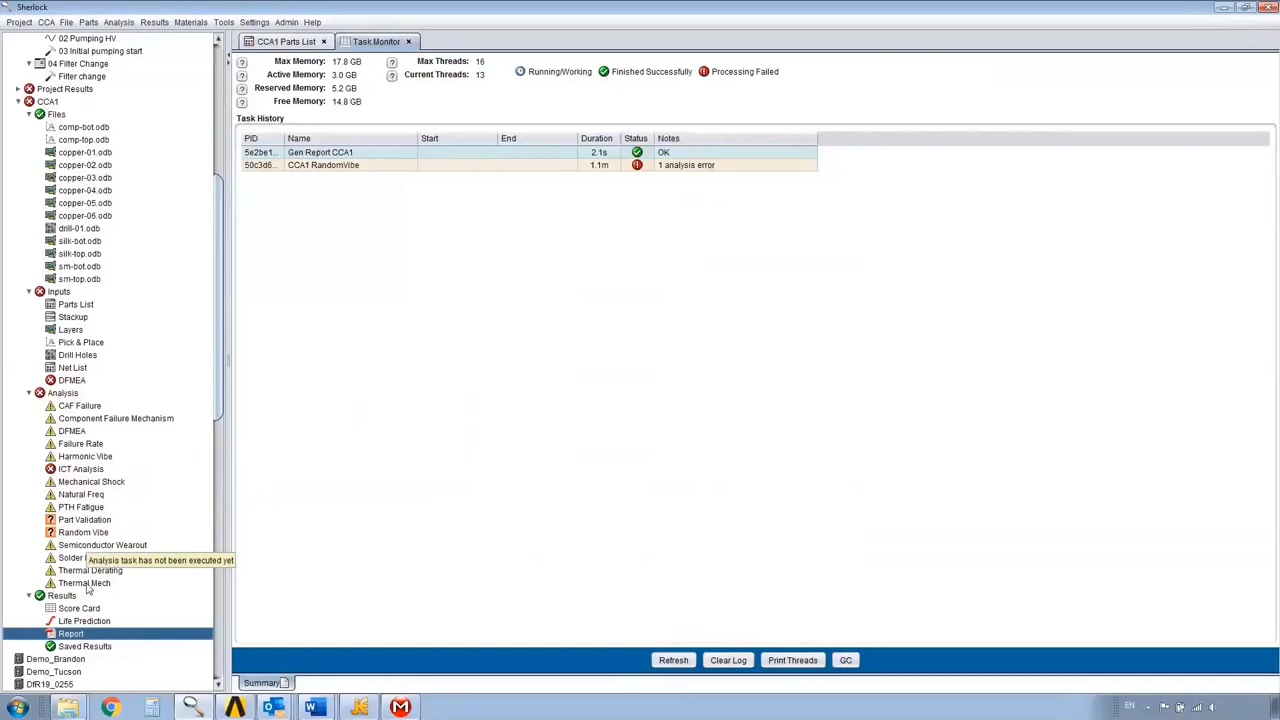 Sherlock
Project CCA File Parts Analysis Results Materials Tools Settings Admin Help
02 Pumping HV
03 Initial pumping start
04 Filter Change
Filter change
Project Results
CCA1
Files
comp-bot.odb
comp-top.odb
copper-01.odb
copper-02.odb
copper-03.odb
copper-04.odb
copper-05.odb
copper-06.odb
drill-01.odb
silk-bot.odb
silk-top.odb
sm-bot.odb
sm-top.odb
Inputs
Parts List
Stackup
Layers
Pick & Place
Drill Holes
Net List
DFMEA
Analysis
CAF Failure
Component Failure Mechanism
DFMEA
Failure Rate
Harmonic Vibe
ICT Analysis
Mechanical Shock
Natural Freq
PTH Fatigue
Part Validation
Random Vibe
Semiconductor Wearout
Solder
Analysis task has not been executed yet
Thermal Derating
Thermal Mech
Results
Score Card
Life Prediction
Report
Saved Results
Demo_Brandon
Demo_Tucson
DfR19_0255
CCA1 Parts List Task Monitor
Max Memory: 17.8 GB Max Threads: 16
Active Memory: 3.0 GB Current Threads: 13
Reserved Memory: 5.2 GB
Free Memory: 14.8 GB
Running/Working Finished Successfully Processing Failed
Task History
PID Name Start End Duration Status Notes
5e2be1... Gen Report CCA1 2.1s OK
50c3d6... CCA1 RandomVibe 1.1m 1 analysis error
Refresh Clear Log Print Threads GC
Summary
EN